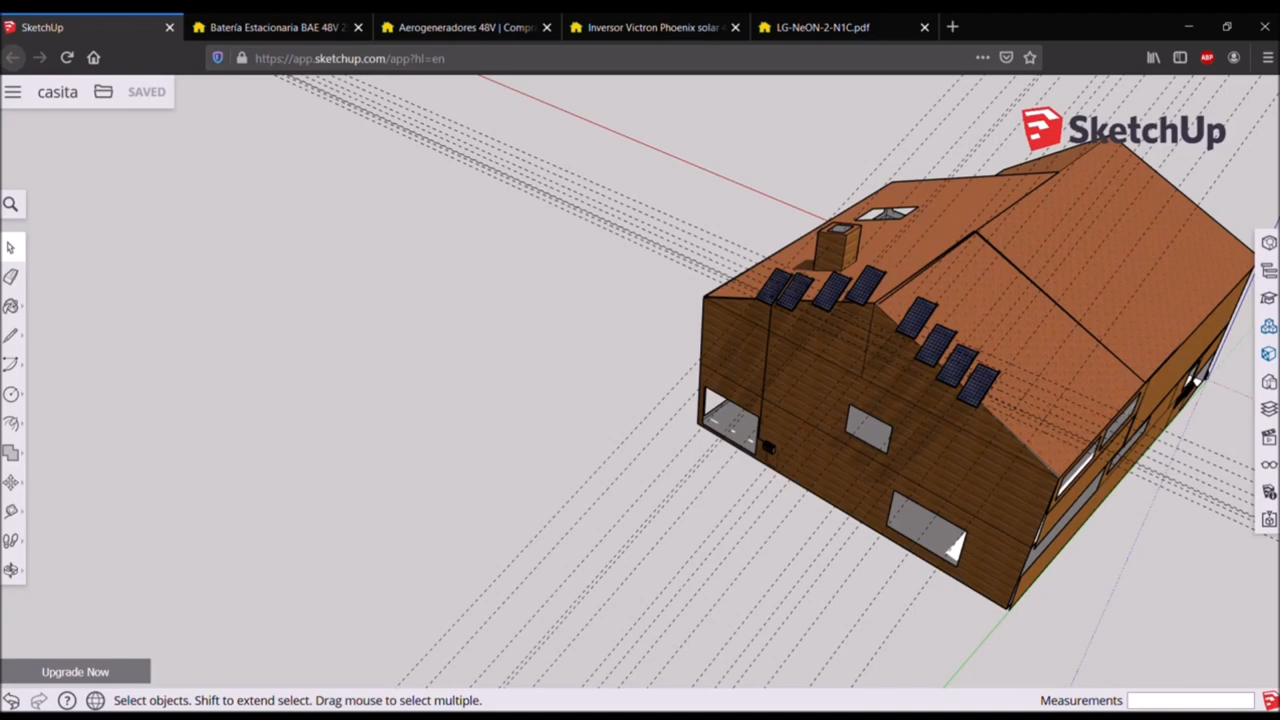 SketchUp
Batería Estacionaria BAE 48V 2
Aerogeneradores 48V | Compr
Inversor Victron Phoenix solar 4
LG-NeON-2-N1C.pdf
https://app.sketchup.com/app?hl=en
ABP
casita
SAVED
SketchUp
Upgrade Now
Select objects. Shift to extend select. Drag mouse to select multiple.
Measurements